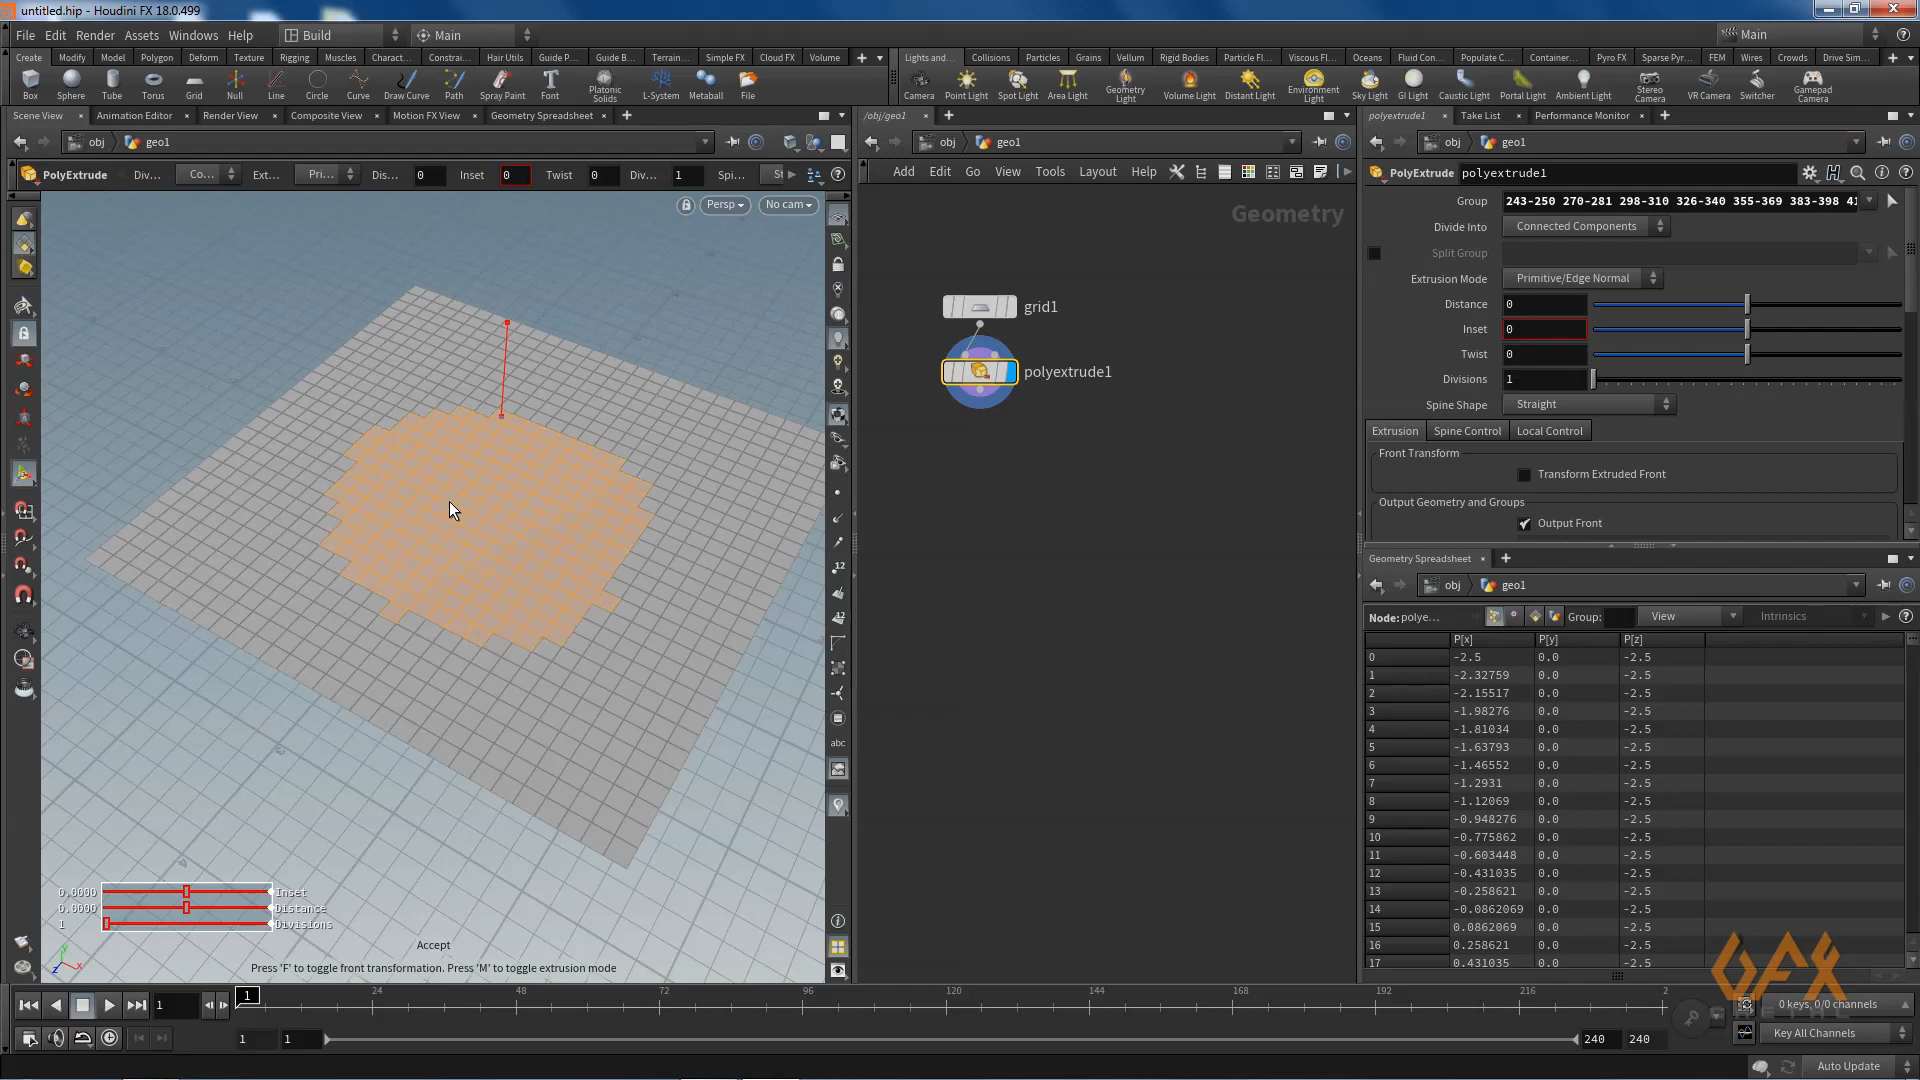 untitled.hip - Houdini FX 18.0.499
File Edit Render Assets Windows Help Build Main Main
Create Modify Model Polygon Deform Texture Rigging Muscles Charact... Constrai... Hair Utils Guide P... Guide B... Terrain... Simple FX Cloud FX Volume
Lights and... Collisions Particles Grains Vellum Rigid Bodies Particle Fl... Viscous Fl... Oceans Fluid Con... Populate C... Container... Pyro FX Sparse Pyr... FEM Wires Crowds Drive Sim...
Box Sphere Tube Torus Grid Null Line Circle Curve Draw Curve Path Spray Paint Font Platonic Solids L-System Metaball File
Camera Point Light Spot Light Area Light Geometry Light Volume Light Distant Light Environment Light Sky Light GI Light Caustic Light Portal Light Ambient Light Stereo Camera VR Camera Switcher Gamepad Camera
Scene View Animation Editor Render View Composite View Motion FX View Geometry Spreadsheet
/obj/geo1
polyextrude1 Take List Performance Monitor
obj geo1
obj geo1
obj geo1
PolyExtrude Div... Co... Ext... Pri... Dis... 0 Inset 0 Twist 0 Div... 1 Spi... St
Add Edit Go View Tools Layout Help
PolyExtrude polyextrude1
Persp No cam
Geometry
grid1
polyextrude1
Group 243-250 270-281 298-310 326-340 355-369 383-398 41
Divide Into Connected Components
Split Group
Extrusion Mode Primitive/Edge Normal
Distance 0
Inset 0
Twist 0
Divisions 1
Spine Shape Straight
Extrusion Spine Control Local Control
Front Transform
Transform Extruded Front
Output Geometry and Groups
Output Front
Geometry Spreadsheet
obj geo1
Node: polye... Group: View Intrinsics
P[x] P[y] P[z]
0 -2.5 0.0 -2.5
1 -2.32759 0.0 -2.5
2 -2.15517 0.0 -2.5
3 -1.98276 0.0 -2.5
4 -1.81034 0.0 -2.5
5 -1.63793 0.0 -2.5
6 -1.46552 0.0 -2.5
7 -1.2931 0.0 -2.5
8 -1.12069 0.0 -2.5
9 -0.948276 0.0 -2.5
10 -0.775862 0.0 -2.5
11 -0.603448 0.0 -2.5
12 -0.431035 0.0 -2.5
13 -0.258621 0.0 -2.5
14 -0.0862069 0.0 -2.5
15 0.0862069 0.0 -2.5
16 0.258621 0.0 -2.5
17 0.431035 0.0 -2.5
12
12
abc
0.0000 Inset
0.0000 Distance
1 Divisions
Accept
Press 'F' to toggle front transformation. Press 'M' to toggle extrusion mode
y
z x
1 1 24 48 72 96 120 144 168 192 216 2
0 keys, 0/0 channels
1 1 240 240
Key All Channels
Auto Update
GFX